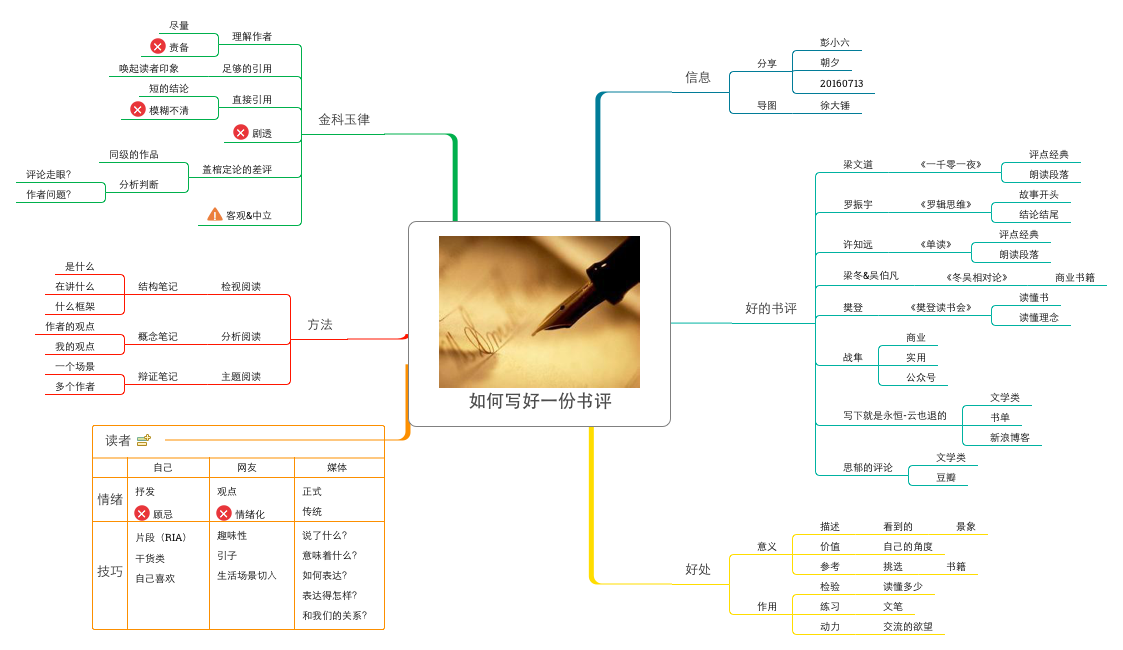 如何写好一份书评
信息
分享
彭小六
朝夕
20160713
导图
徐大锤
好的书评
梁文道
《一千零一夜》
评点经典
朗读段落
罗振宇
《罗辑思维》
故事开头
结论结尾
许知远
《单读》
评点经典
朗读段落
梁冬&吴伯凡
《冬吴相对论》
商业书籍
樊登
《樊登读书会》
读懂书
读懂理念
战隼
商业
实用
公众号
写下就是永恒-云也退的
文学类
书单
新浪博客
思郁的评论
文学类
豆瓣
好处
意义
描述
看到的
景象
价值
自己的角度
参考
挑选
书籍
作用
检验
读懂多少
练习
文笔
动力
交流的欲望
金科玉律
理解作者
尽量
责备
足够的引用
唤起读者印象
直接引用
短的结论
模糊不清
剧透
盖棺定论的差评
同级的作品
分析判断
评论走眼?
作者问题?
客观&中立
方法
检视阅读
结构笔记
是什么
在讲什么
什么框架
分析阅读
概念笔记
作者的观点
我的观点
主题阅读
辩证笔记
一个场景
多个作者
读者
自己
网友
媒体
情绪
抒发
顾忌
观点
情绪化
正式
传统
技巧
片段（RIA）
干货类
自己喜欢
趣味性
引子
生活场景切入
说了什么?
意味着什么?
如何表达?
表达得怎样?
和我们的关系?